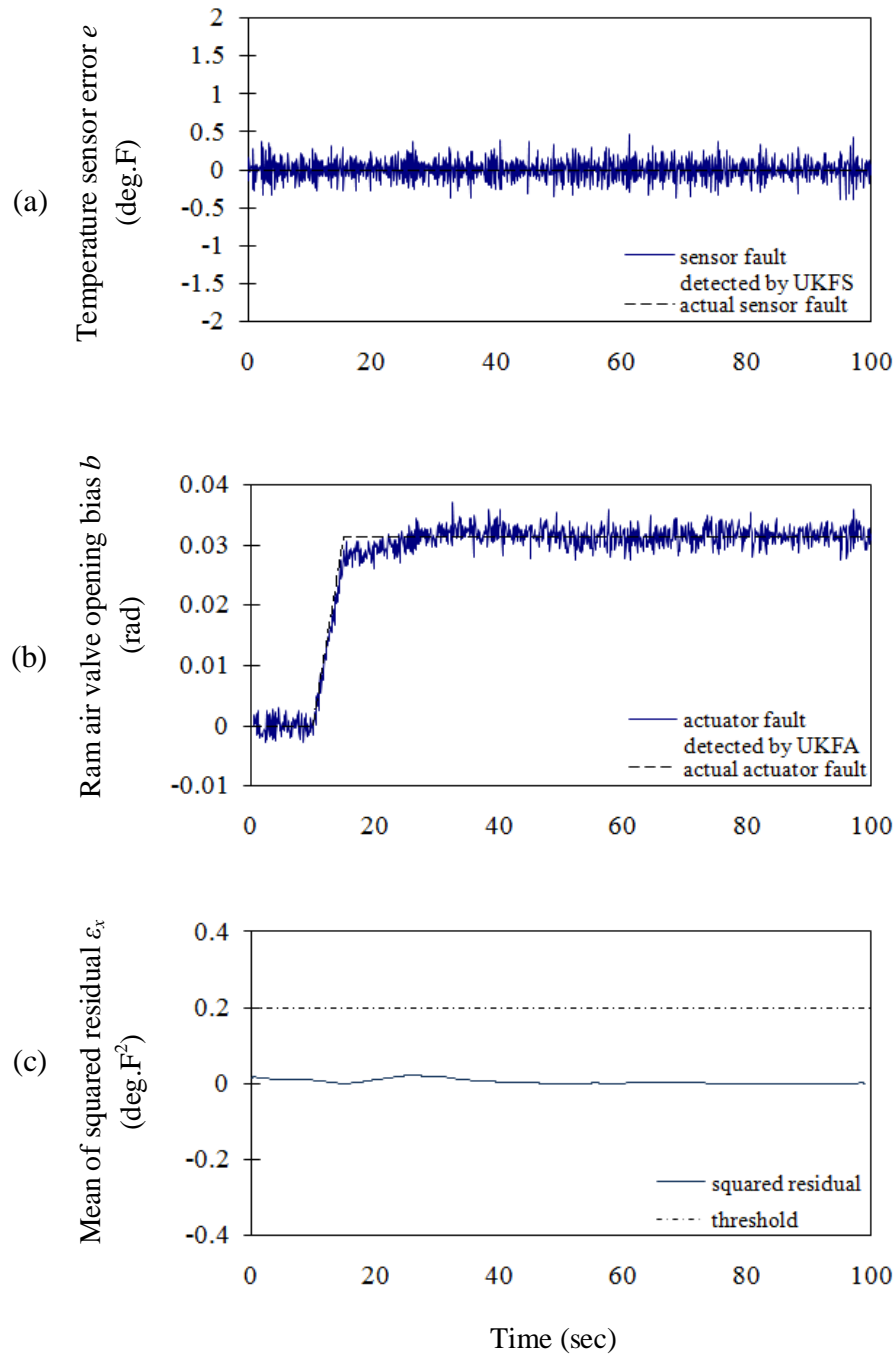 (a)
Temperature sensor error e
(deg.F)
2
1.5
1
0.5
0
-0.5
-1
-1.5
-2
sensor fault
detected by UKFS
actual sensor fault
0 20 40 60 80 100
(b)
Ram air valve opening bias b
(rad)
0.04
0.03
0.02
0.01
0
-0.01
actuator fault
detected by UKFA
actual actuator fault
0 20 40 60 80 100
(c)
Mean of squared residual εx
(deg.F²)
0.4
0.2
0
-0.2
-0.4
squared residual
threshold
0 20 40 60 80 100
Time (sec)